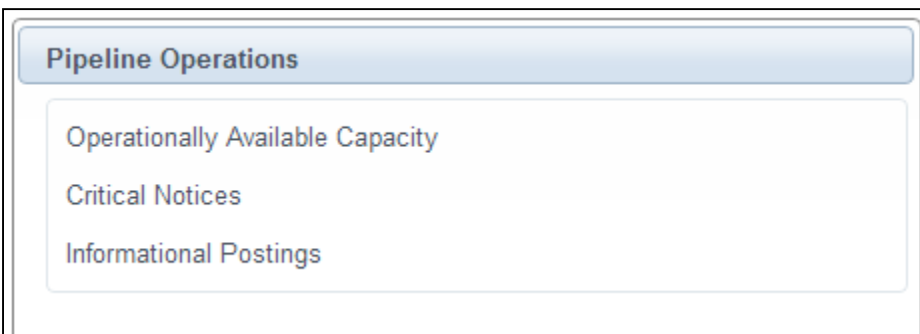 Pipeline Operations
Operationally Available Capacity
Critical Notices
Informational Postings